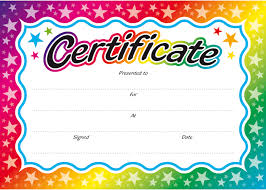 Certificate
Presented to
for
At
Signed Date